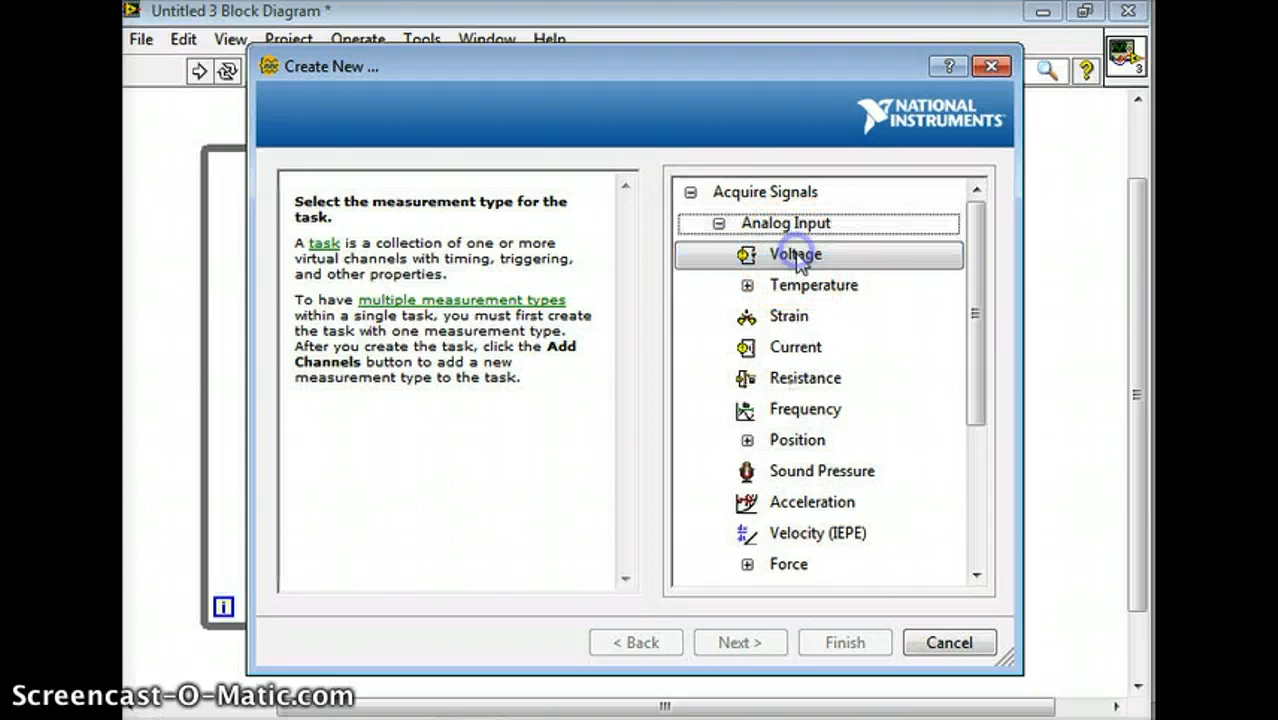 Untitled 3 Block Diagram *
File Edit View Project Operate Tools Window Help
3
Create New ...
NATIONAL
INSTRUMENTS
Select the measurement type for the
task.
A task is a collection of one or more
virtual channels with timing, triggering,
and other properties.
To have multiple measurement types
within a single task, you must first create
the task with one measurement type.
After you create the task, click the Add
Channels button to add a new
measurement type to the task.
Acquire Signals
Analog Input
Voltage
Temperature
Strain
Current
Resistance
Frequency
Position
Sound Pressure
Acceleration
Velocity (IEPE)
Force
i
< Back Next > Finish Cancel
Screencast-O-Matic.com